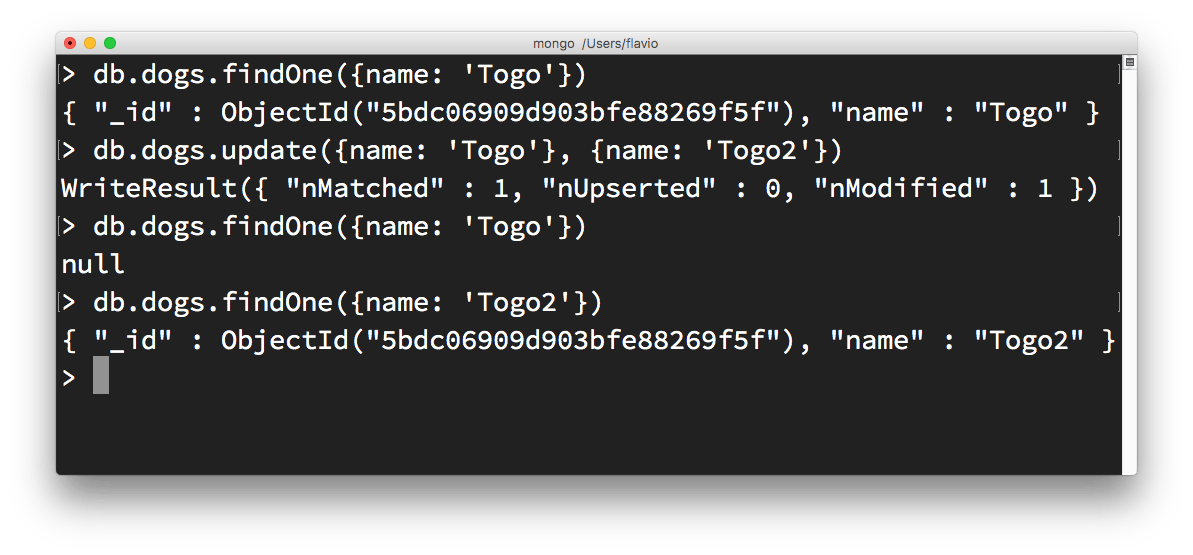 mongo /Users/flavio
> db.dogs.findOne({name: 'Togo'})
{ "_id" : ObjectId("5bdc06909d903bfe88269f5f"), "name" : "Togo" }
> db.dogs.update({name: 'Togo'}, {name: 'Togo2'})
WriteResult({ "nMatched" : 1, "nUpserted" : 0, "nModified" : 1 })
> db.dogs.findOne({name: 'Togo'})
null
> db.dogs.findOne({name: 'Togo2'})
{ "_id" : ObjectId("5bdc06909d903bfe88269f5f"), "name" : "Togo2" }
>